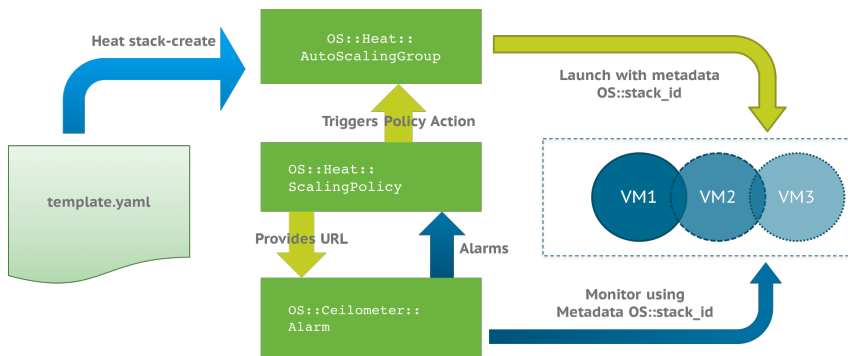 Heat stack-create
OS::Heat::
AutoScalingGroup
Launch with metadata
OS::stack_id
Triggers Policy Action
template.yaml
OS::Heat::
ScalingPolicy
VM1
VM2
VM3
Provides URL
Alarms
OS::Ceilometer::
Alarm
Monitor using
Metadata OS::stack_id